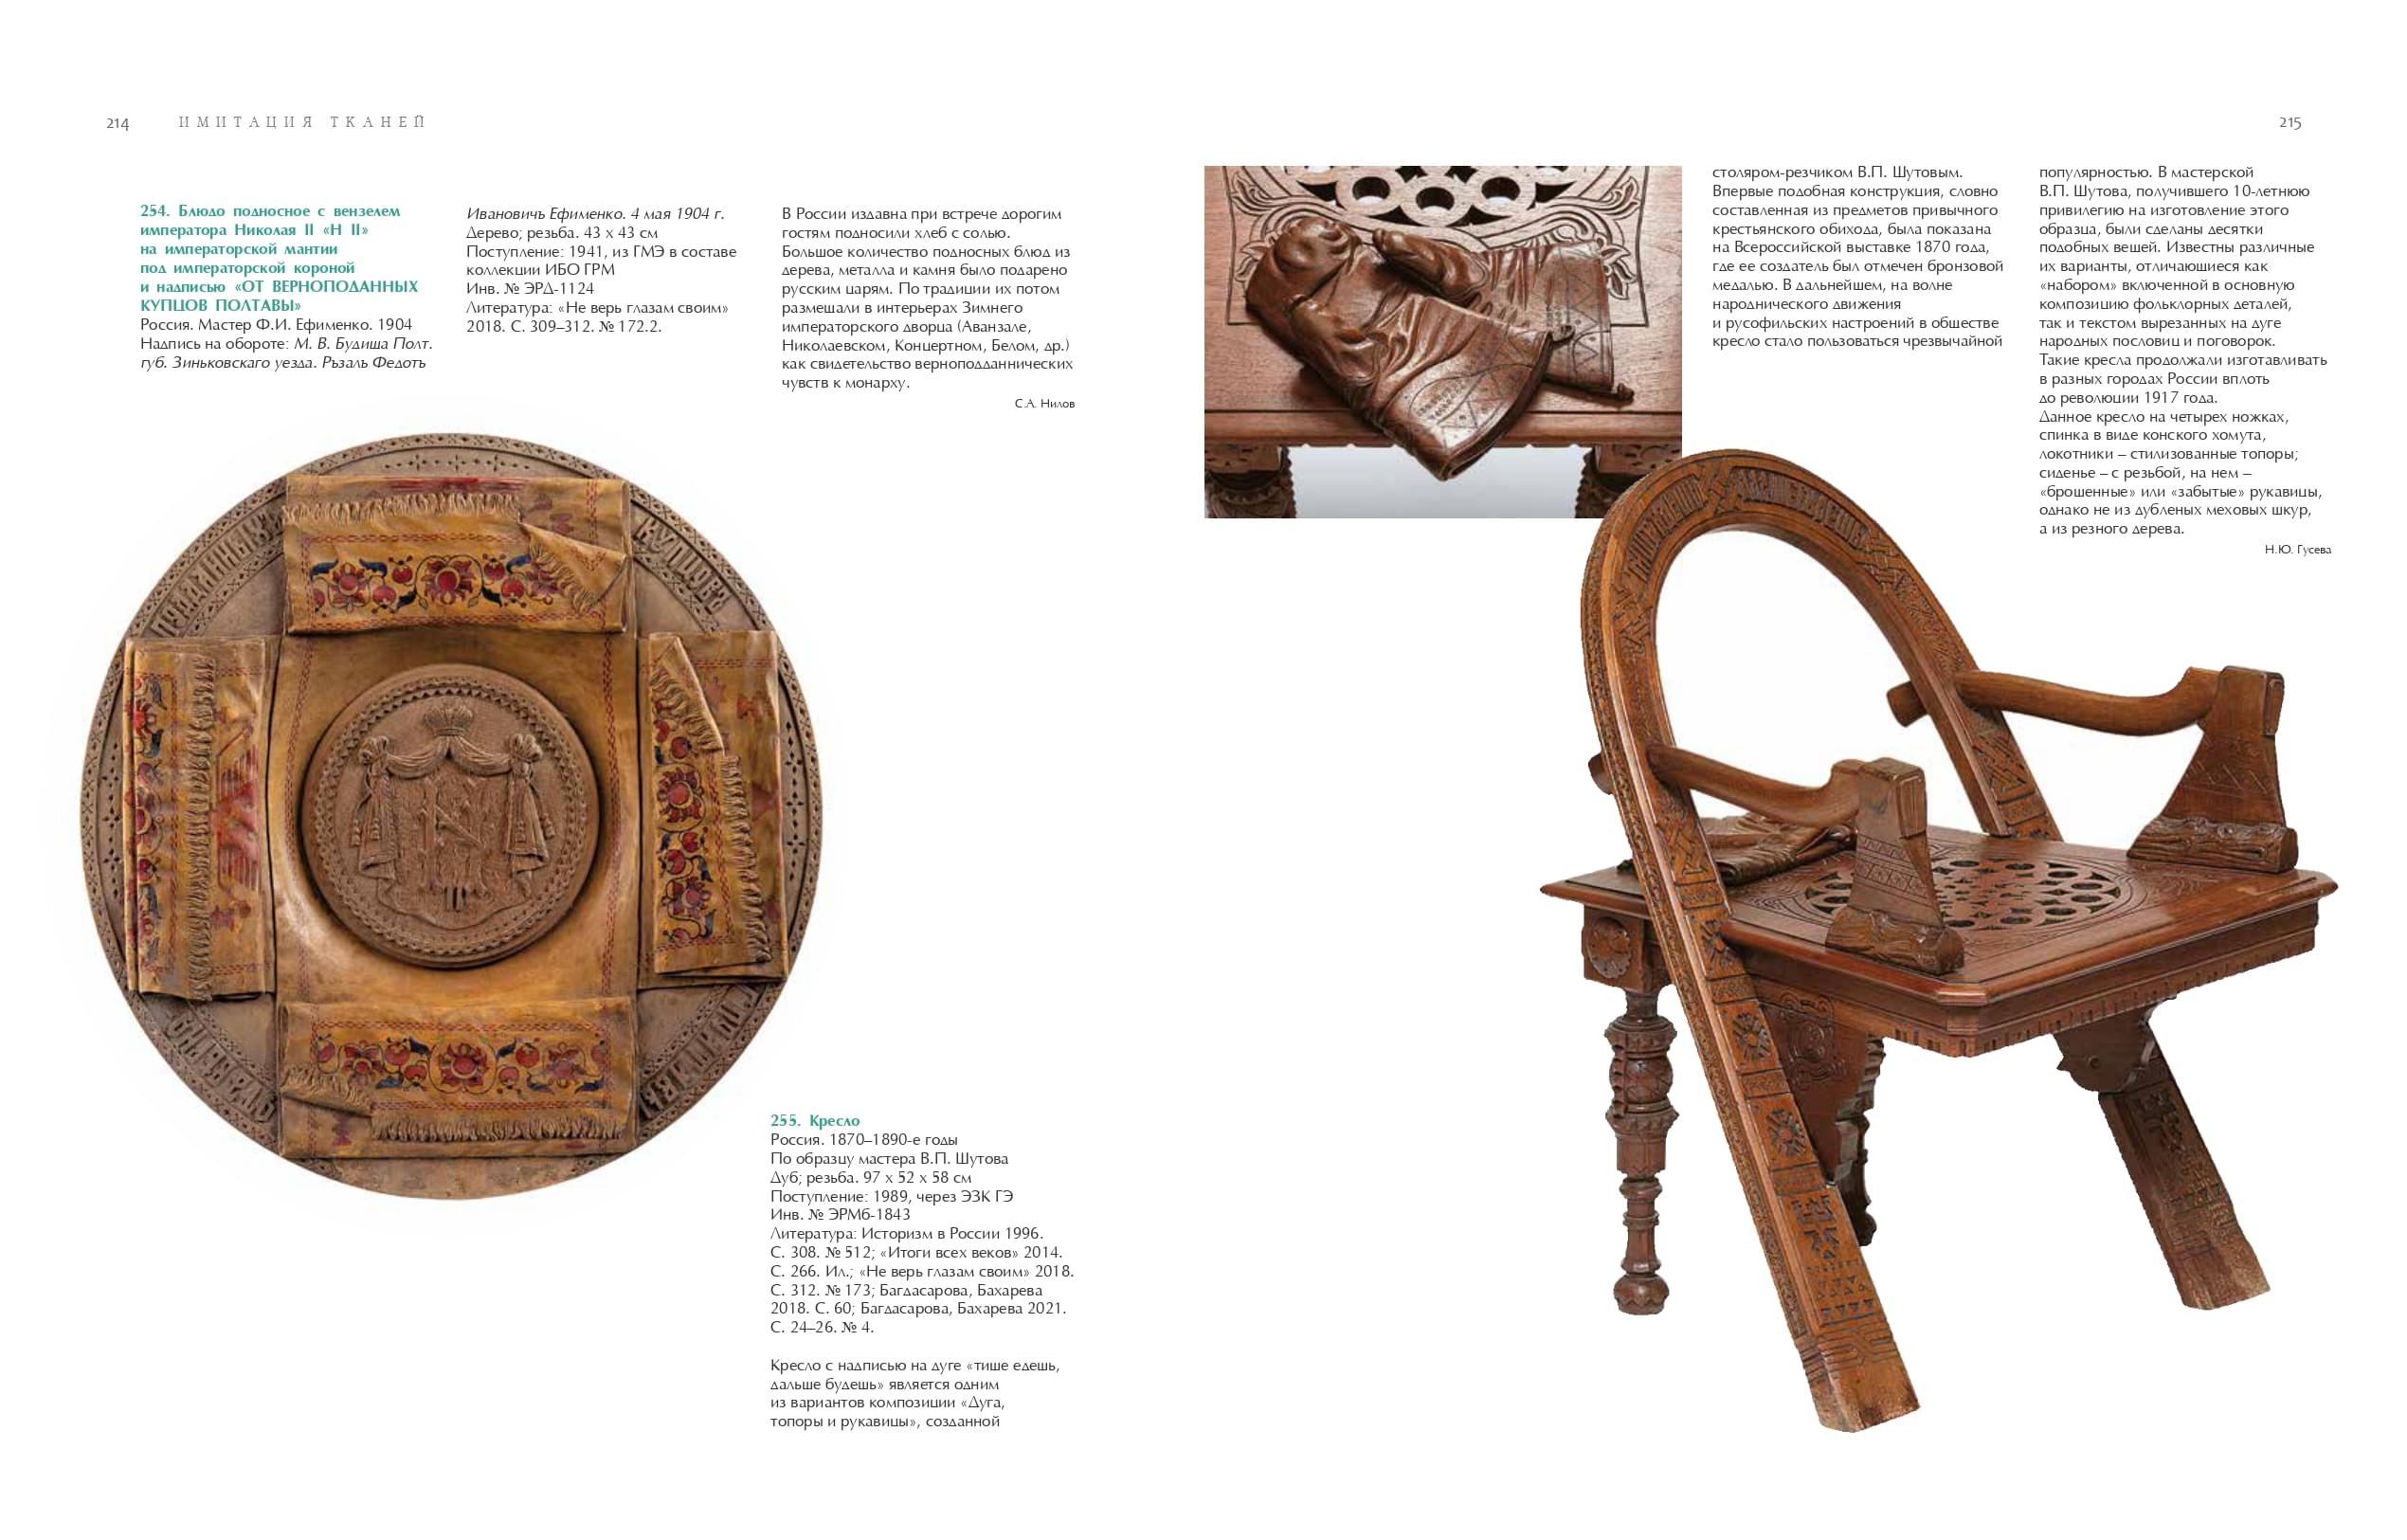 214
ИМИТАЦИЯ ТКАНЕЙ
254. Блюдо подносное с вензелем
императора Николая II «Н II»
на императорской мантии
под императорской короной
и надписью «ОТ ВЕРНОПОДАННЫХ
КУПЦОВ ПОЛТАВЫ»
Россия. Мастер Ф.И. Ефименко. 1904
Надпись на обороте: М. В. Будиша Полт.
губ. Зиньковскаго уезда. Рьзаль Федоть
Ивановичь Ефименко. 4 мая 1904 г.
Дерево; резьба. 43 х 43 см
Поступление: 1941, из ГМЭ в составе
коллекции ИБО ГРМ
Инв. № ЭРД-1124
Литература: «Не верь глазам своим»
2018. С. 309–312. № 172.2.
В России издавна при встрече дорогим
гостям подносили хлеб с солью.
Большое количество подносных блюд из
дерева, металла и камня было подарено
русским царям. По традиции их потом
размещали в интерьерах Зимнего
императорского дворца (Аванзале,
Николаевском, Концертном, Белом, др.)
как свидетельство верноподданнических
чувств к монарху.
С.А. Нилов
255. Кресло
Россия. 1870–1890-е годы
По образцу мастера В.П. Шутова
Дуб; резьба. 97 х 52 х 58 см
Поступление: 1989, через ЭЗК ГЭ
Инв. № ЭРМб-1843
Литература: Историзм в России 1996.
С. 308. № 512; «Итоги всех веков» 2014.
С. 266. Ил.; «Не верь глазам своим» 2018.
С. 312. № 173; Багдасарова, Бахарева
2018. С. 60; Багдасарова, Бахарева 2021.
С. 24–26. № 4.
Кресло с надписью на дуге «тише едешь,
дальше будешь» является одним
из вариантов композиции «Дуга,
топоры и рукавицы», созданной
215
столяром-резчиком В.П. Шутовым.
Впервые подобная конструкция, словно
составленная из предметов привычного
крестьянского обихода, была показана
на Всероссийской выставке 1870 года,
где ее создатель был отмечен бронзовой
медалью. В дальнейшем, на волне
народнического движения
и русофильских настроений в обществе
кресло стало пользоваться чрезвычайной
популярностью. В мастерской
В.П. Шутова, получившего 10-летнюю
привилегию на изготовление этого
образца, были сделаны десятки
подобных вещей. Известны различные
их варианты, отличающиеся как
«набором» включенной в основную
композицию фольклорных деталей,
так и текстом вырезанных на дуге
народных пословиц и поговорок.
Такие кресла продолжали изготавливать
в разных городах России вплоть
до революции 1917 года.
Данное кресло на четырех ножках,
спинка в виде конского хомута,
локотники – стилизованные топоры;
сиденье – с резьбой, на нем –
«брошенные» или «забытые» рукавицы,
однако не из дубленых меховых шкур,
а из резного дерева.
Н.Ю. Гусева